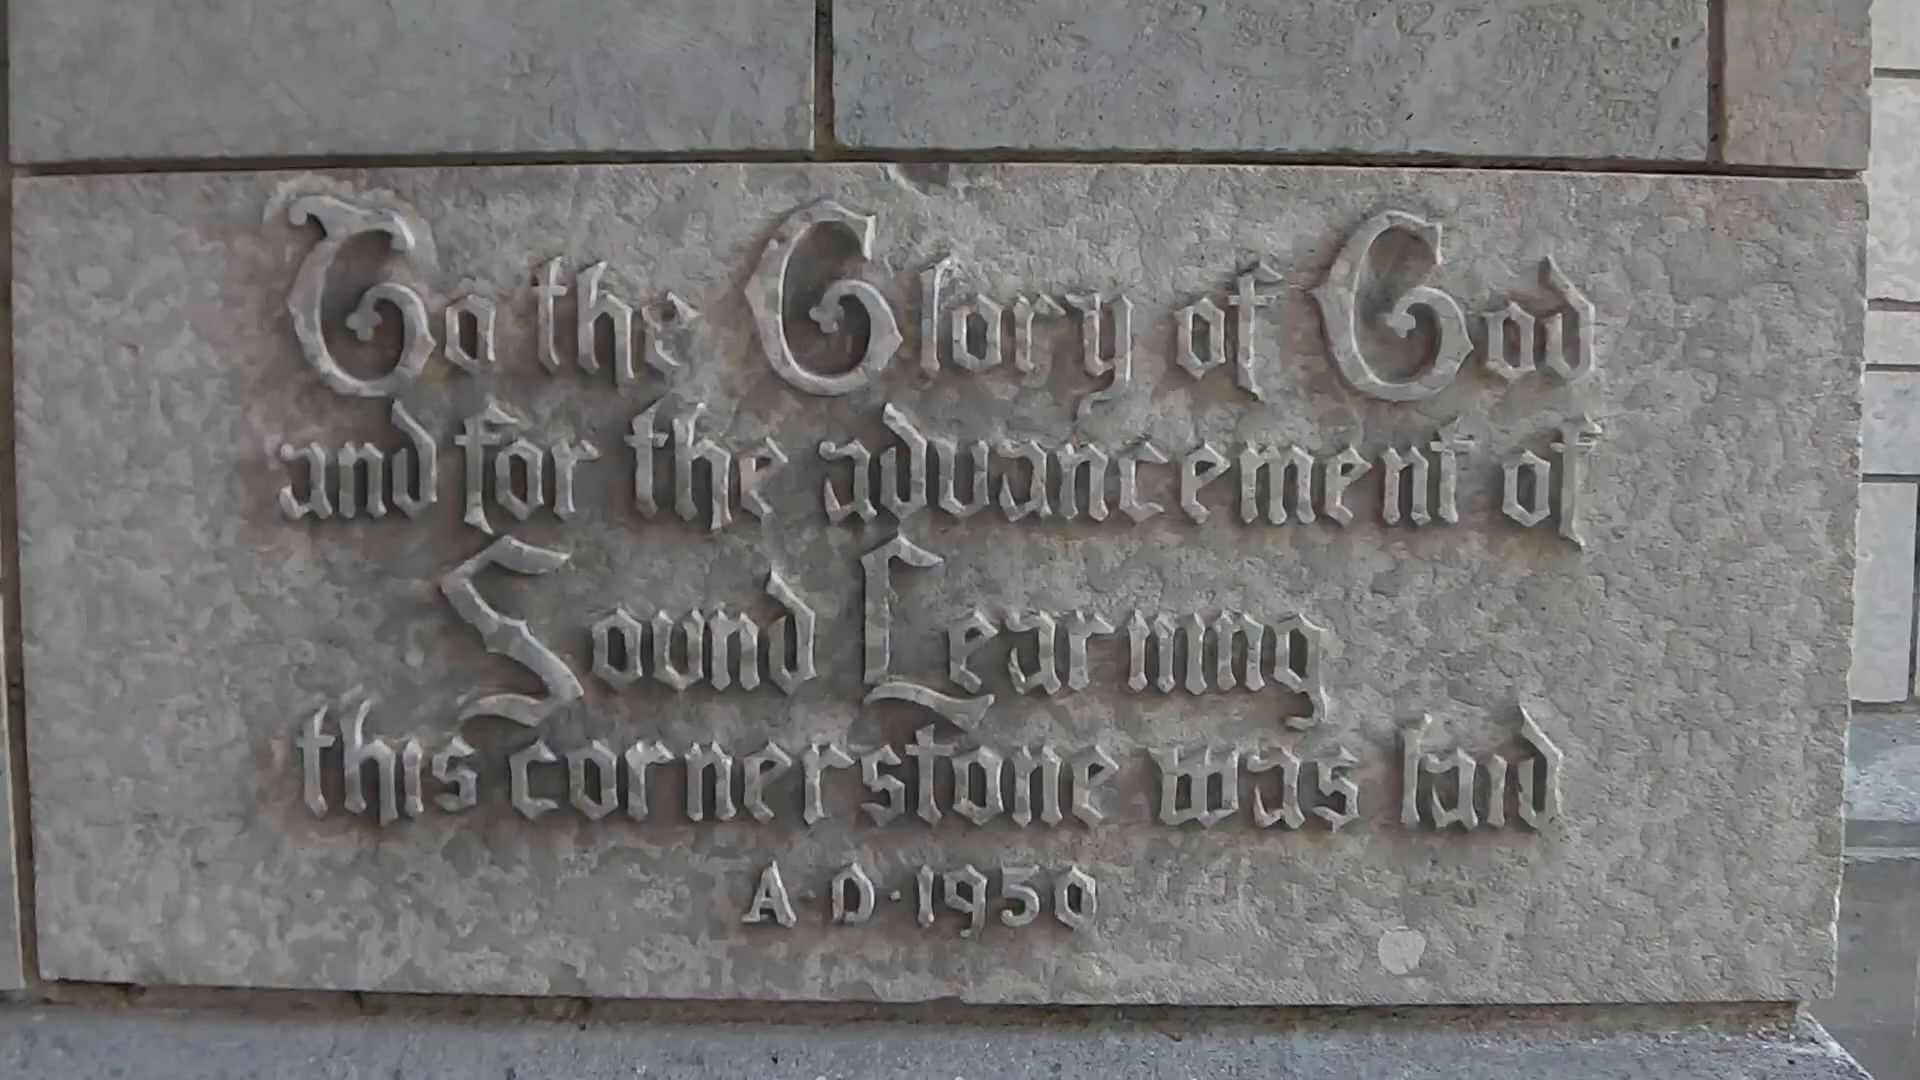 To the Glory of God
and for the advancement of
Sound Learning
this cornerstone was laid
A·D·1950